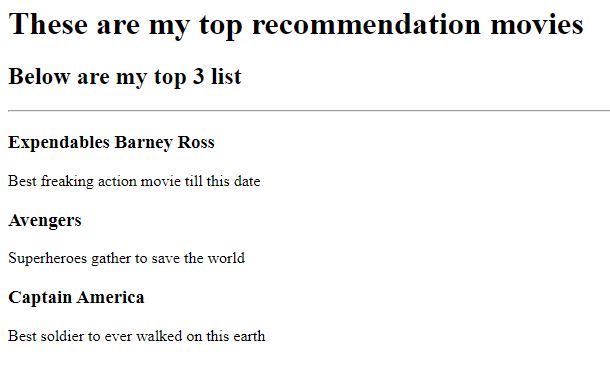 These are my top recommendation movies
Below are my top 3 list
Expendables Barney Ross
Best freaking action movie till this date
Avengers
Superheroes gather to save the world
Captain America
Best soldier to ever walked on this earth